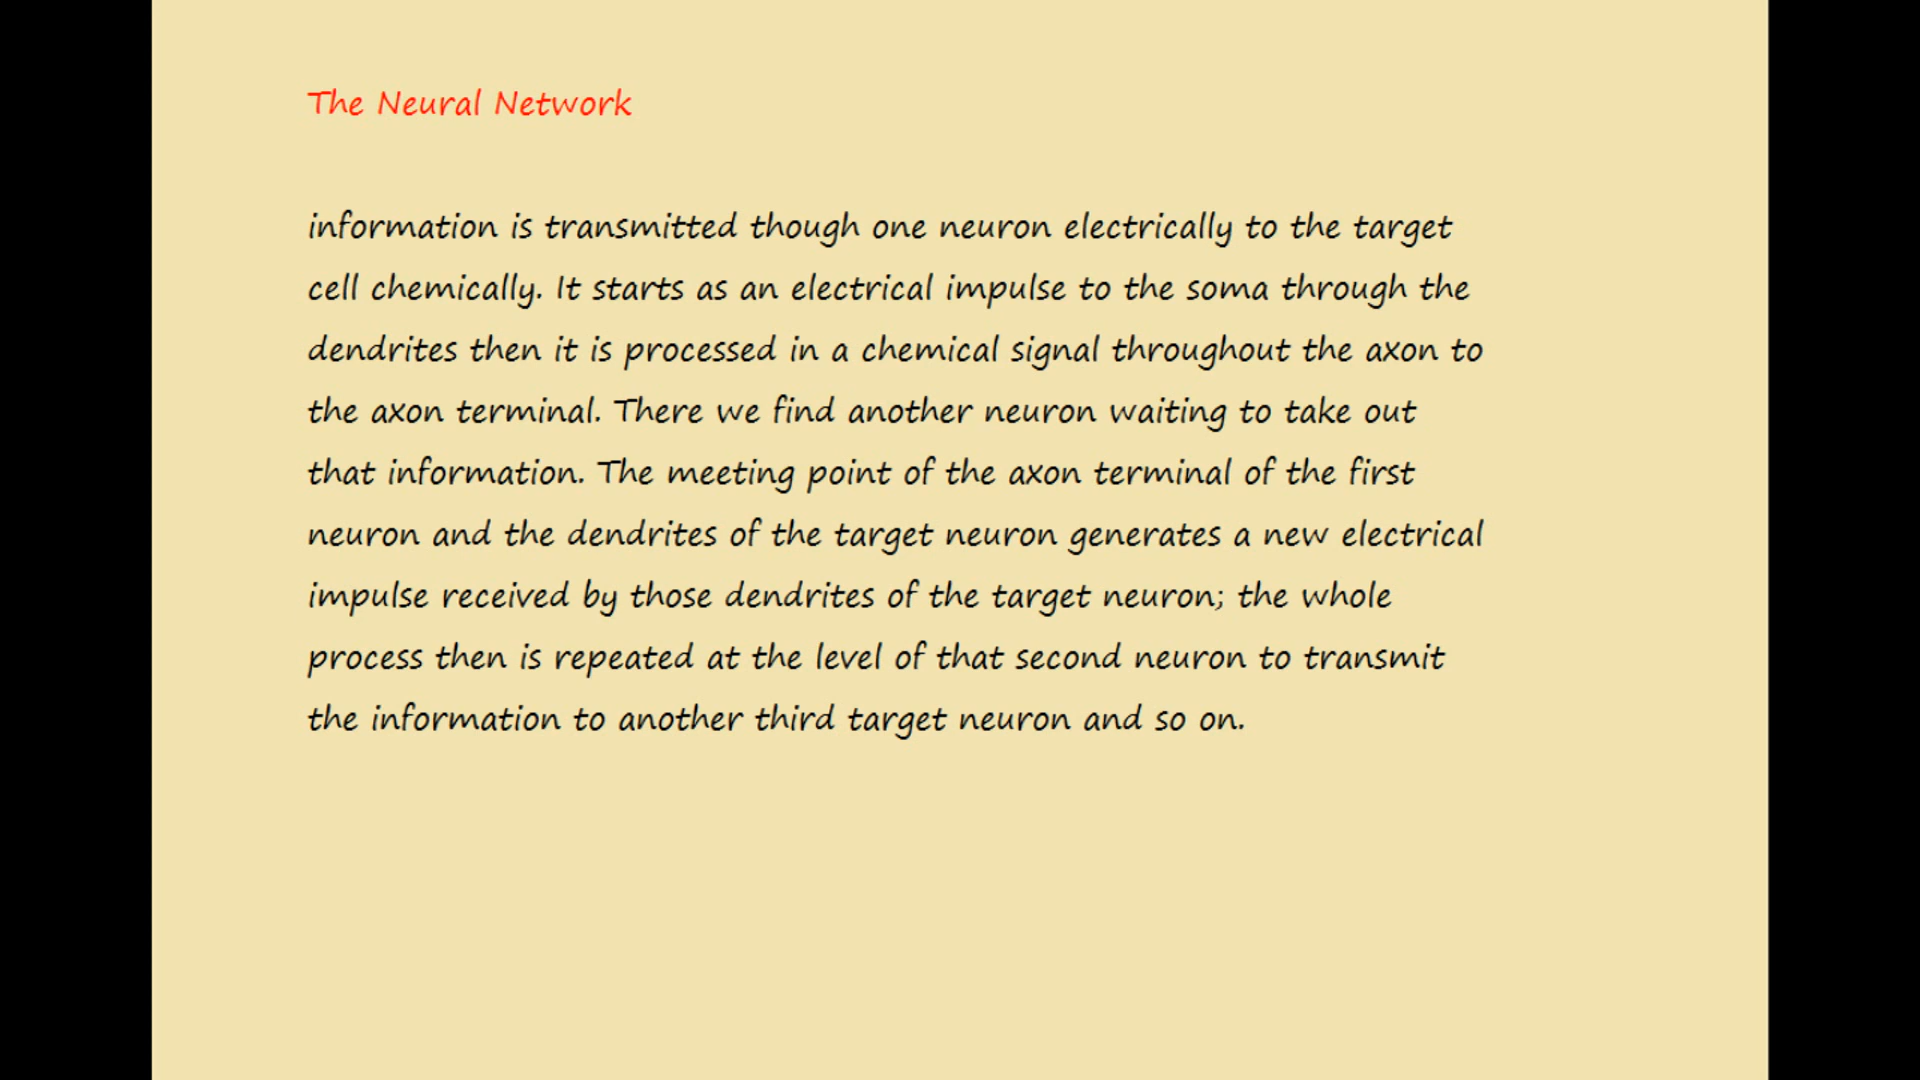 The Neural Network
information is transmitted though one neuron electrically to the target
cell chemically. It starts as an electrical impulse to the soma through the
dendrites then it is processed in a chemical signal throughout the axon to
the axon terminal. There we find another neuron waiting to take out
that information. The meeting point of the axon terminal of the first
neuron and the dendrites of the target neuron generates a new electrical
impulse received by those dendrites of the target neuron; the whole
process then is repeated at the level of that second neuron to transmit
the information to another third target neuron and so on.